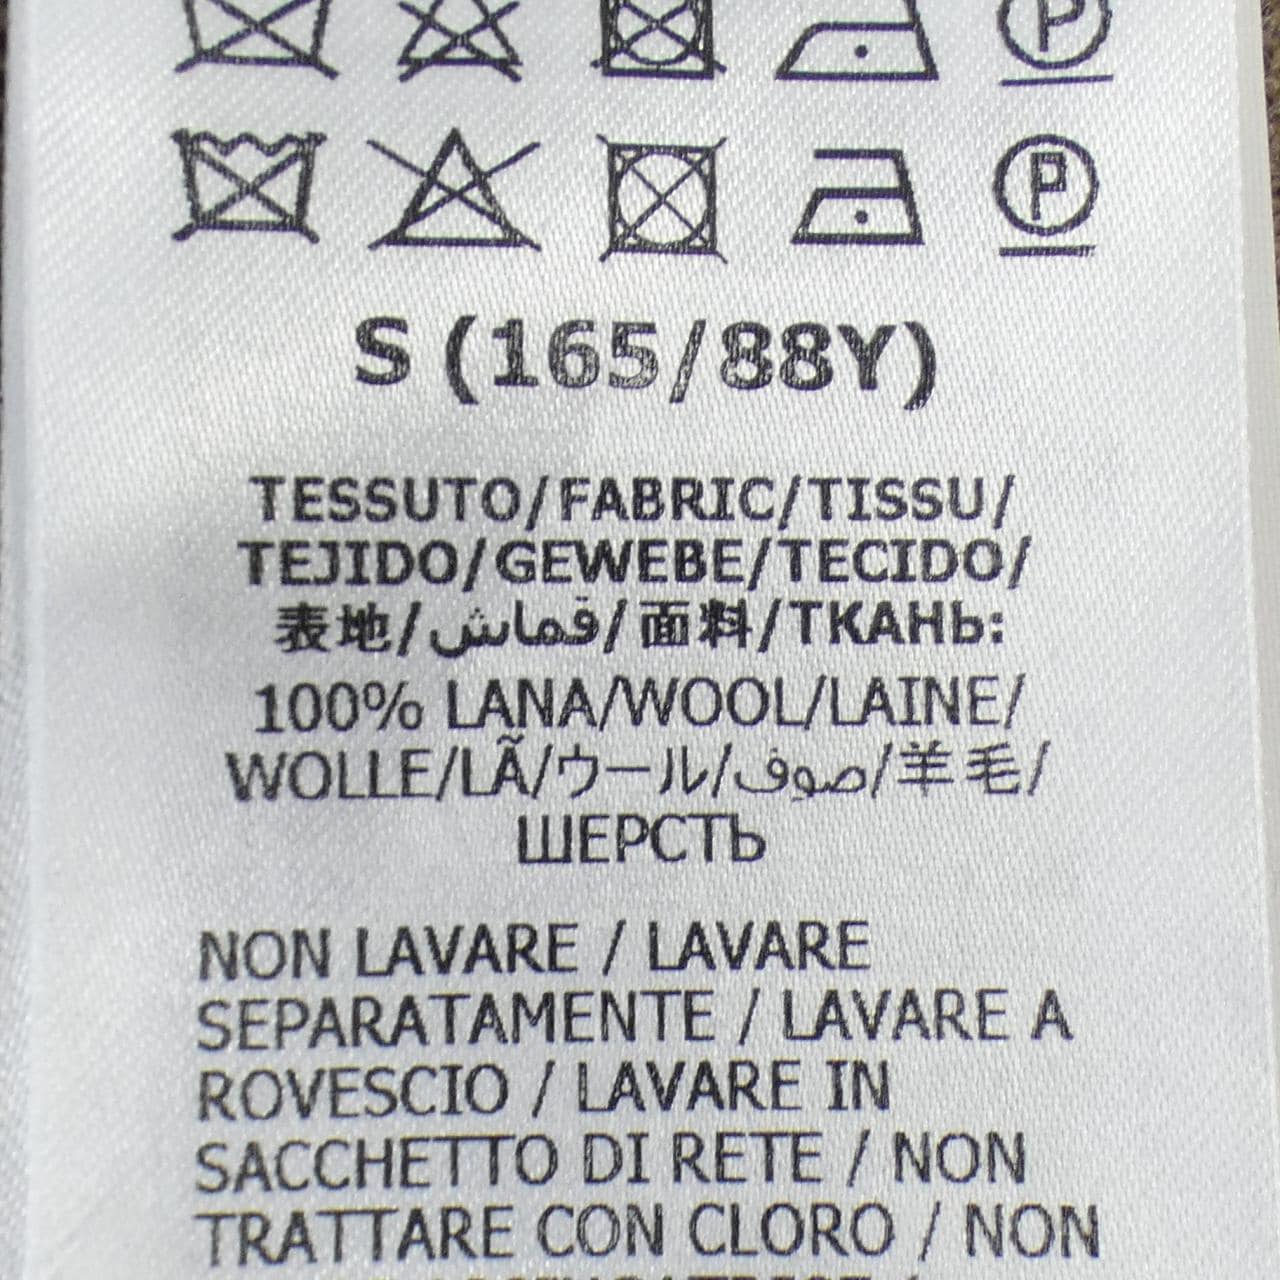 S (165/88Y)
TESSUTO/FABRIC/TISSU/
TEJIDO/GEWEBE/TECIDO/
表地/قماش/面料/ТКАНЬ:
100% LANA/WOOL/LAINE/
WOLLE/LÃ/ウール/صوف/羊毛/
ШЕРСТЬ
NON LAVARE / LAVARE
SEPARATAMENTE / LAVARE A
ROVESCIO / LAVARE IN
SACCHETTO DI RETE / NON
TRATTARE CON CLORO / NON